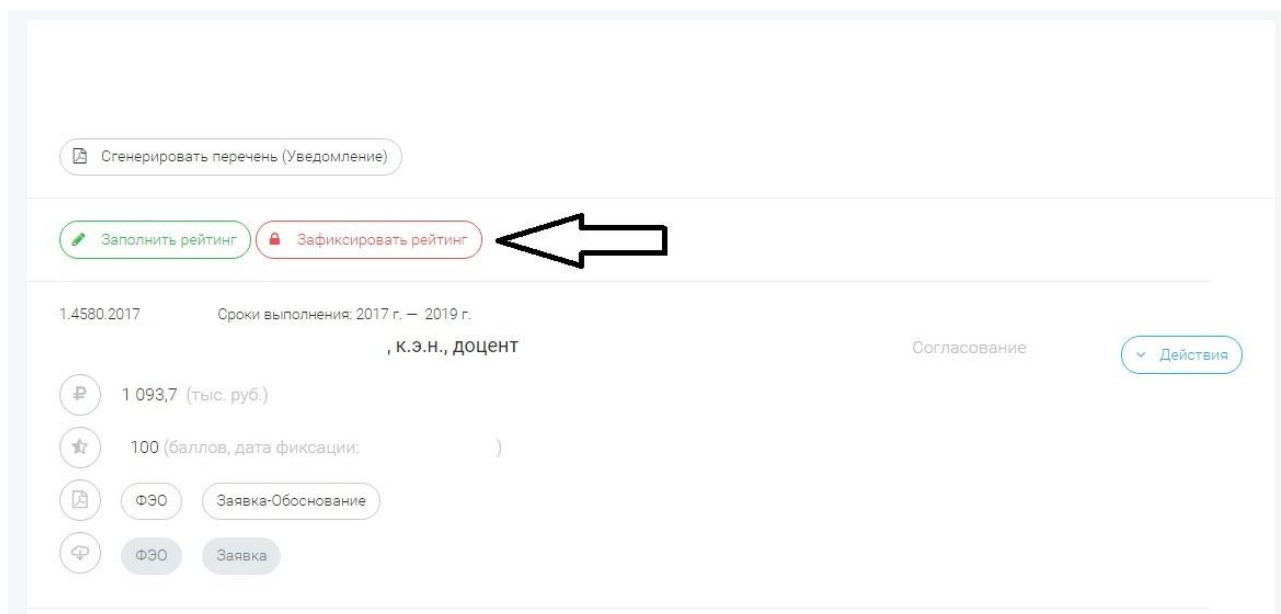 Сгенерировать перечень (Уведомление)
Заполнить рейтинг Зафиксировать рейтинг
1.4580.2017 Сроки выполнения: 2017 г. — 2019 г.
, к.э.н., доцент Согласование Действия
1 093,7 (тыс. руб.)
100 (баллов, дата фиксации: )
ФЭО Заявка-Обоснование
ФЭО Заявка